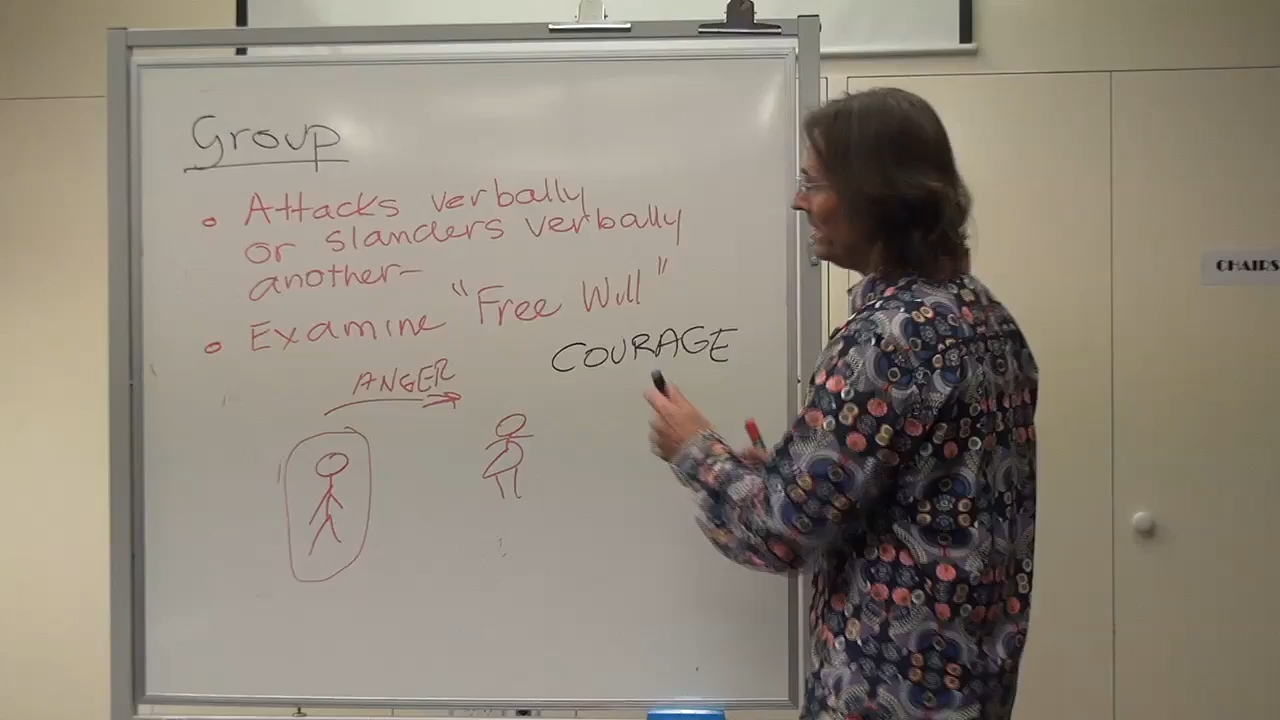 Group
• Attacks verbally
or slanders verbally
another-
• Examine "Free Will"
COURAGE
ANGER
CHAIRS